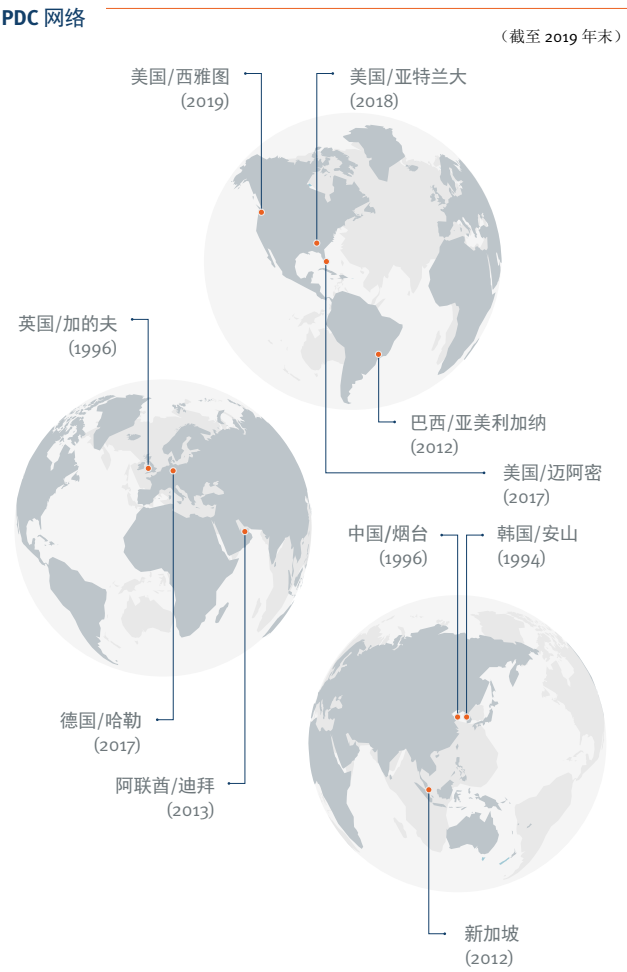 PDC 网络
（截至 2019 年末）
美国/西雅图
(2019)
美国/亚特兰大
(2018)
英国/加的夫
(1996)
巴西/亚美利加纳
(2012)
美国/迈阿密
(2017)
中国/烟台
(1996)
韩国/安山
(1994)
德国/哈勒
(2017)
阿联酋/迪拜
(2013)
新加坡
(2012)